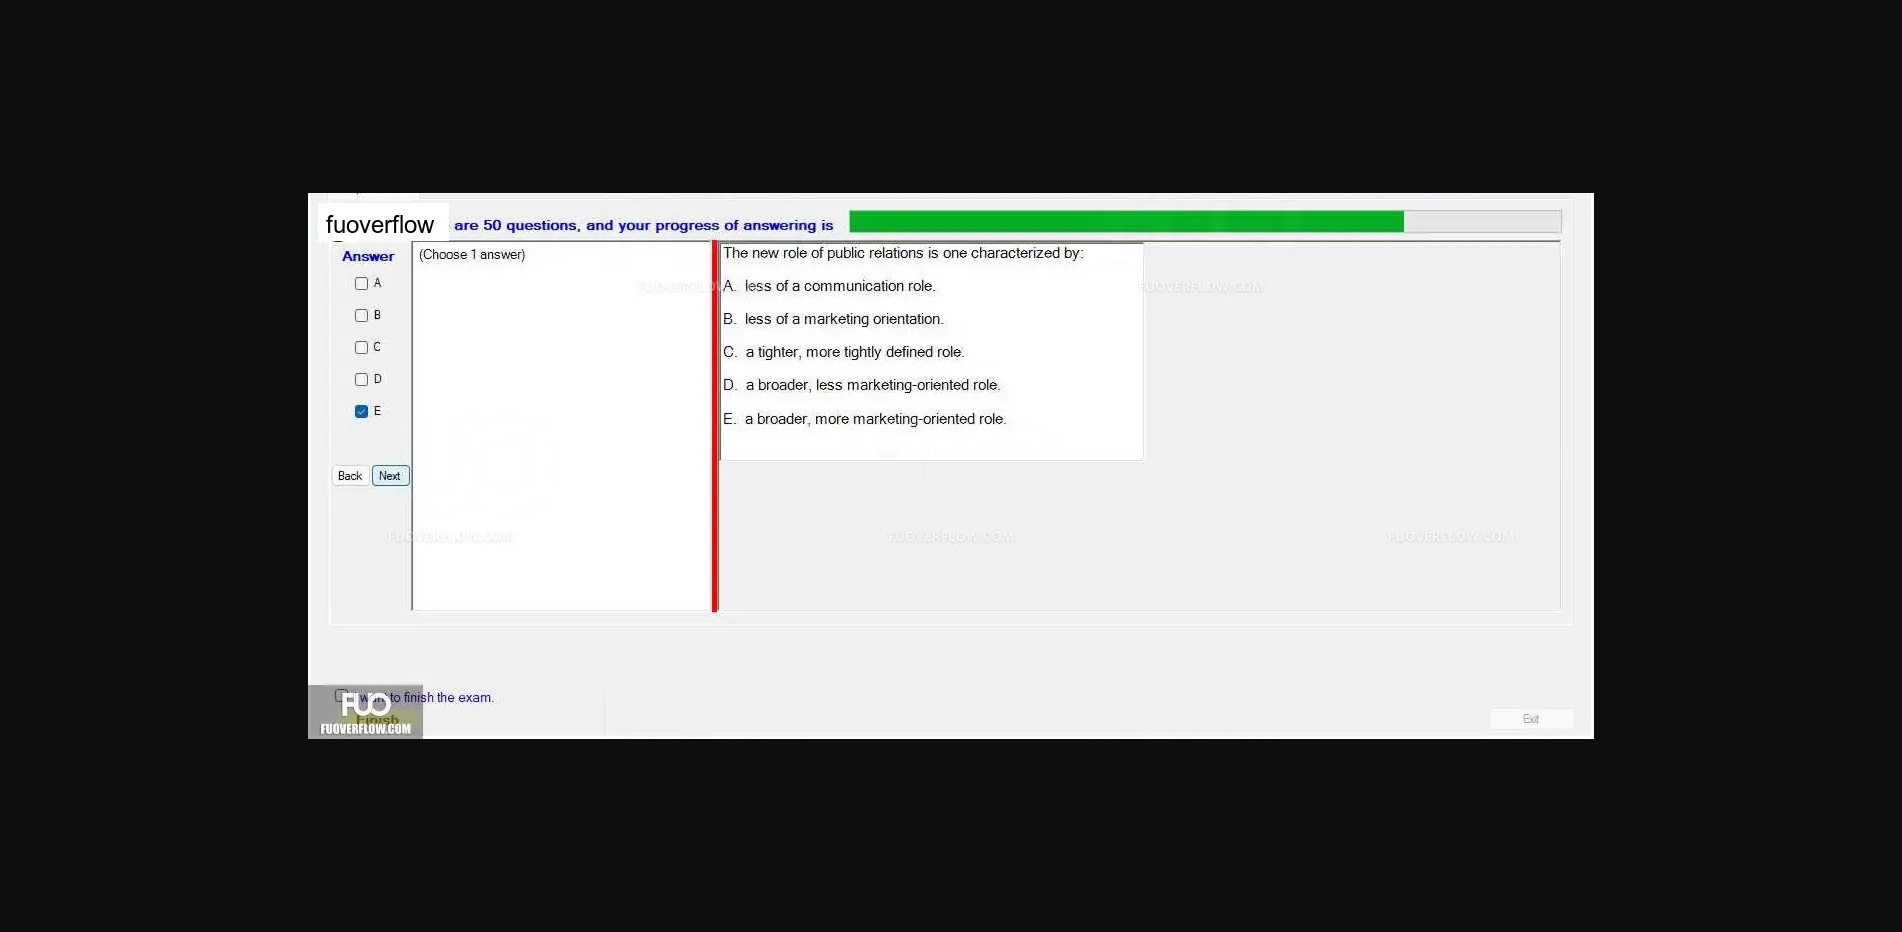 fuoverflow are 50 questions, and your progress of answering is
Answer
A
B
C
D
E
Back Next
(Choose 1 answer)
The new role of public relations is one characterized by:
A. less of a communication role.
B. less of a marketing orientation.
C. a tighter, more tightly defined role.
D. a broader, less marketing-oriented role.
E. a broader, more marketing-oriented role.
FUOVERFLOW.COM
FUOVERFLOW.COM
FUOVERFLOW.COM
FUOVERFLOW.COM
FUOVERFLOW.COM
I want to finish the exam.
FUO
Finish
FUOVERFLOW.COM
Exit